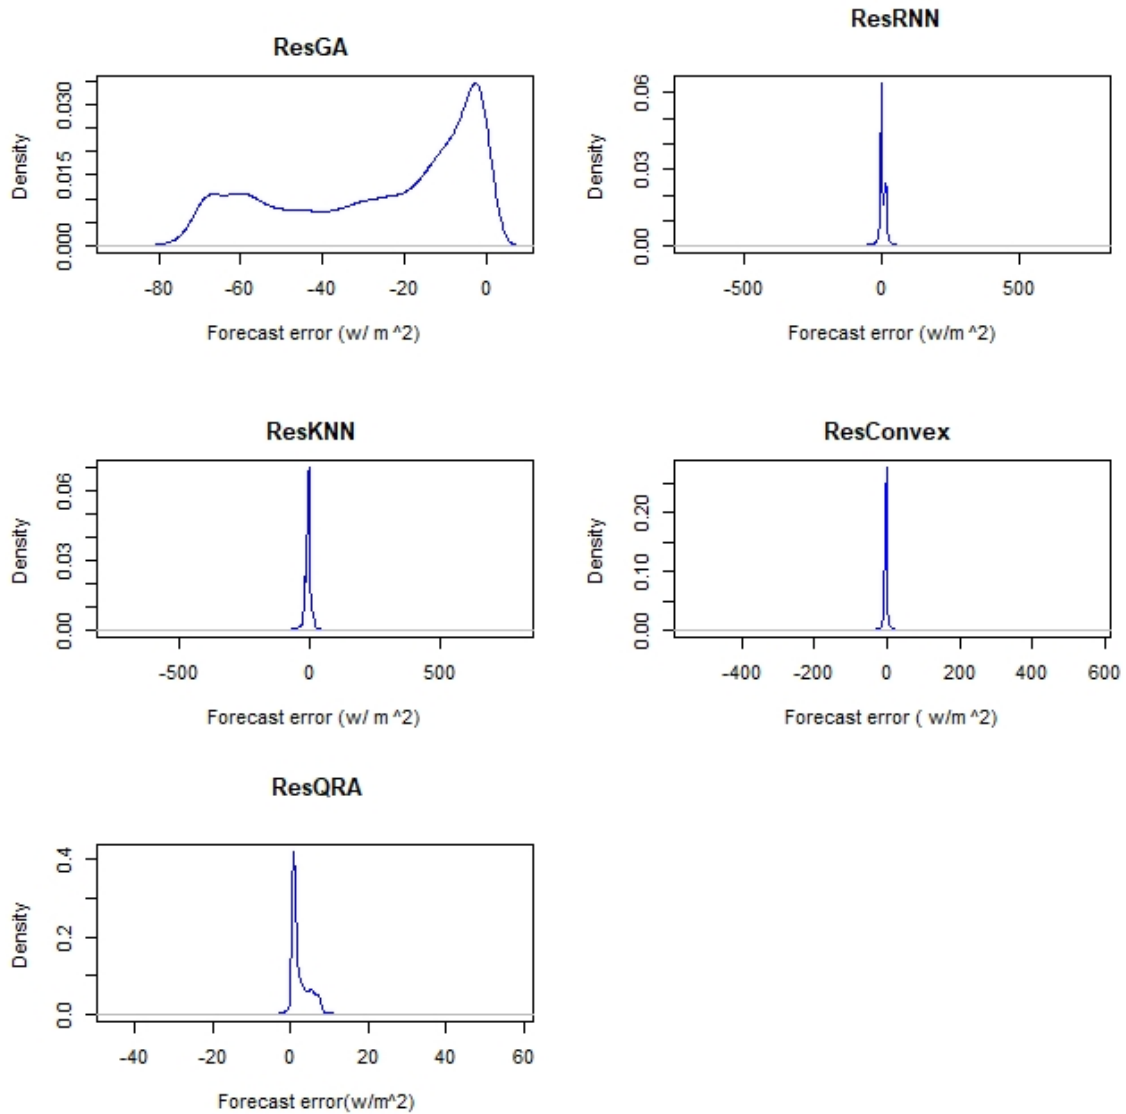 ResGA
Density
0.000 0.015 0.030
-80 -60 -40 -20 0
Forecast error (w/ m ^2)
ResRNN
Density
0.00 0.03 0.06
-500 0 500
Forecast error (w/m ^2)
ResKNN
Density
0.00 0.03 0.06
-500 0 500
Forecast error (w/ m ^2)
ResConvex
Density
0.00 0.10 0.20
-400 -200 0 200 400 600
Forecast error ( w/m ^2)
ResQRA
Density
0.0 0.2 0.4
-40 -20 0 20 40 60
Forecast error(w/m^2)